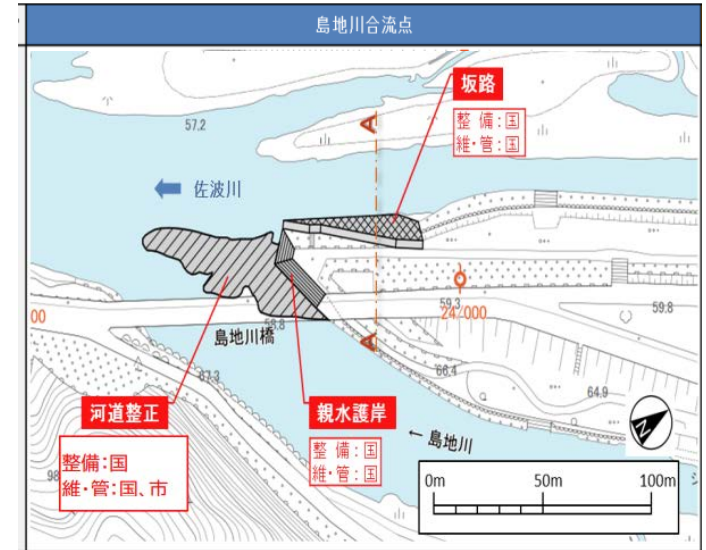 島地川合流点
坂路
整 備：国
維・管：国
57.2
A
佐波川
59.3
24/000
59.8
00
58.8
島地川橋
A
66.4
67.3
64.9
河道整正
整備：国
維・管：国、市
98
親水護岸
整 備：国
維・管：国
← 島地川
N
0m 50m 100m